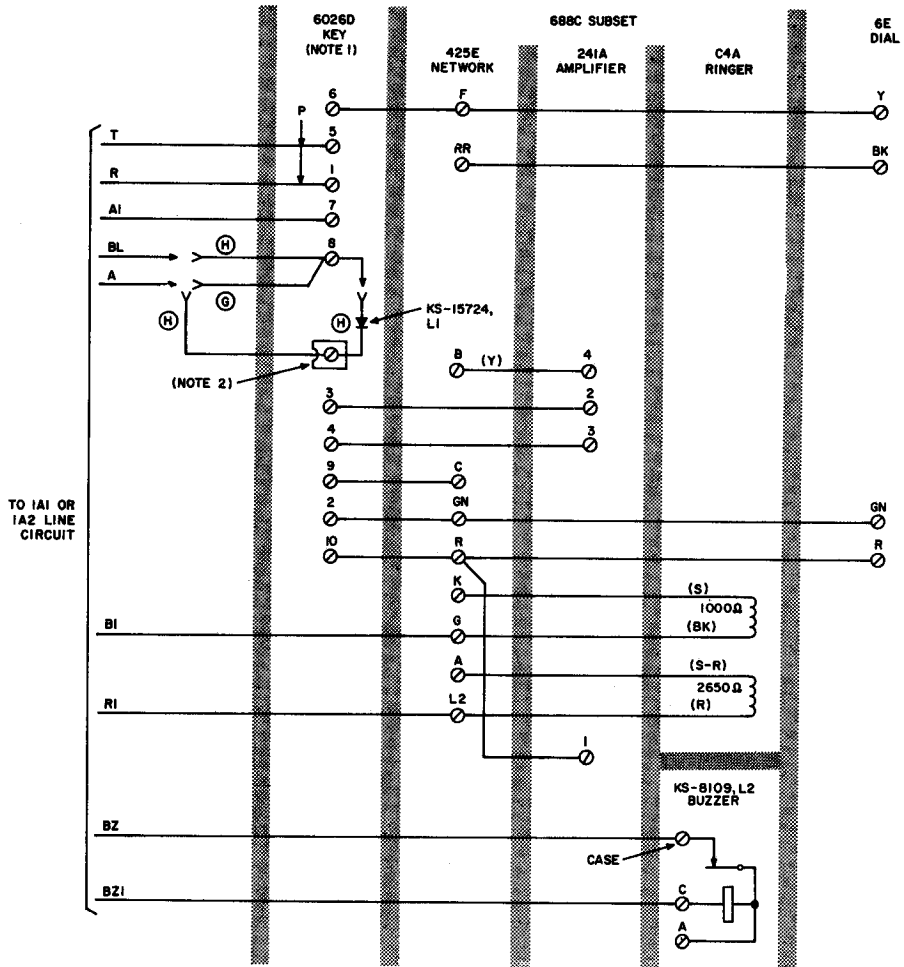 6026D
KEY
(NOTE 1)
688C SUBSET
6E
DIAL
425E
NETWORK
241A
AMPLIFIER
C4A
RINGER
6
F
Y
P
T
5
RR
BK
R
1
A1
7
BL
H
8
A
G
H
H
KS-15724,
L1
(NOTE 2)
B
(Y)
4
3
2
4
3
9
C
TO 1A1 OR
1A2 LINE
CIRCUIT
2
GN
GN
10
R
R
K
(S)
1000Ω
B1
G
(BK)
A
(S-R)
2650Ω
R1
L2
(R)
1
KS-8109, L2
BUZZER
BZ
CASE
BZ1
C
A